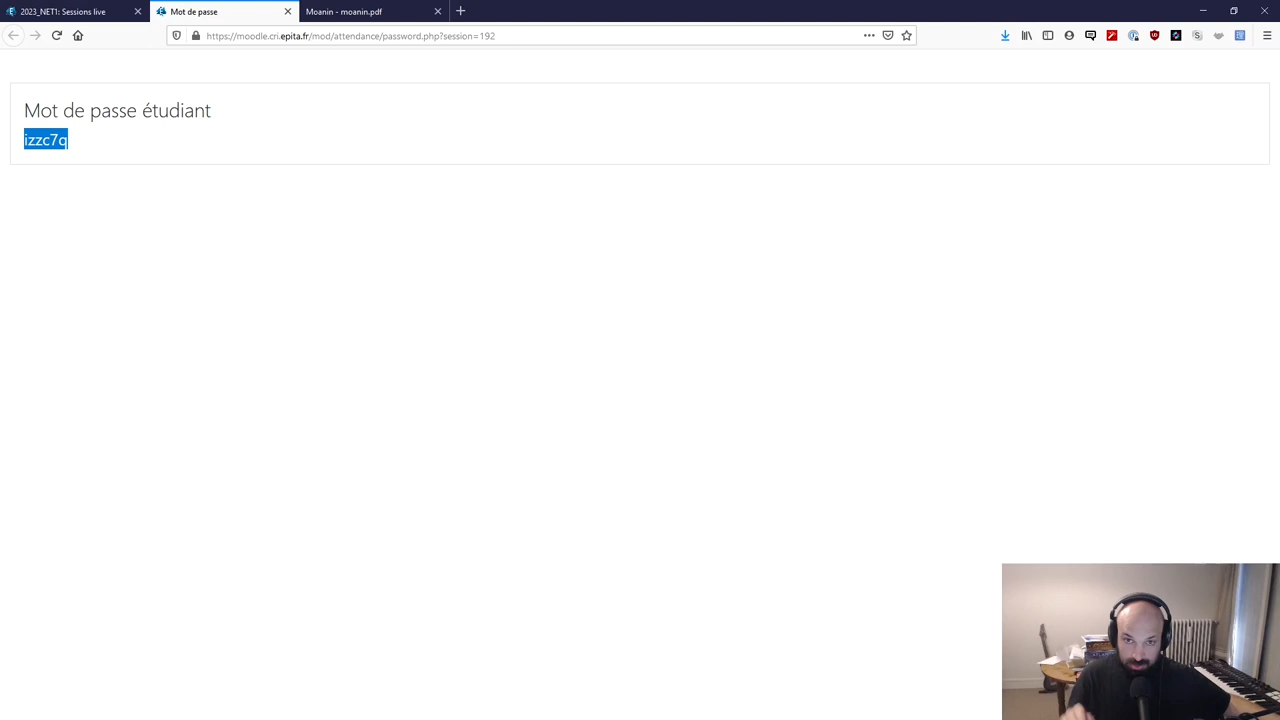 2023_NET1: Sessions live
Mot de passe
Moanin - moanin.pdf
https://moodle.cri.epita.fr/mod/attendance/password.php?session=192
Mot de passe étudiant
izzc7q